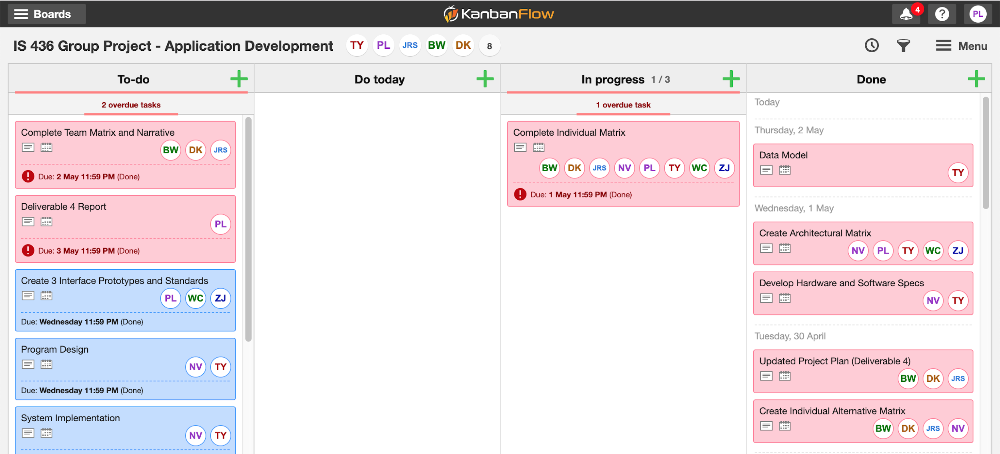 Boards
KanbanFlow
4
?
PL
IS 436 Group Project - Application Development
TY
PL
JRS
BW
DK
8
Menu
To-do
2 overdue tasks
Complete Team Matrix and Narrative
BW DK JRS
! Due: 2 May 11:59 PM (Done)
Deliverable 4 Report
PL
! Due: 3 May 11:59 PM (Done)
Create 3 Interface Prototypes and Standards
PL WC ZJ
Due: Wednesday 11:59 PM (Done)
Program Design
NV TY
Due: Wednesday 11:59 PM (Done)
System Implementation
NV TY
Do today
In progress 1 / 3
1 overdue task
Complete Individual Matrix
BW DK JRS NV PL TY WC ZJ
! Due: 1 May 11:59 PM (Done)
Done
Today
Thursday, 2 May
Data Model
TY
Wednesday, 1 May
Create Architectural Matrix
NV PL TY WC ZJ
Develop Hardware and Software Specs
NV TY
Tuesday, 30 April
Updated Project Plan (Deliverable 4)
BW DK JRS
Create Individual Alternative Matrix
BW DK JRS NV